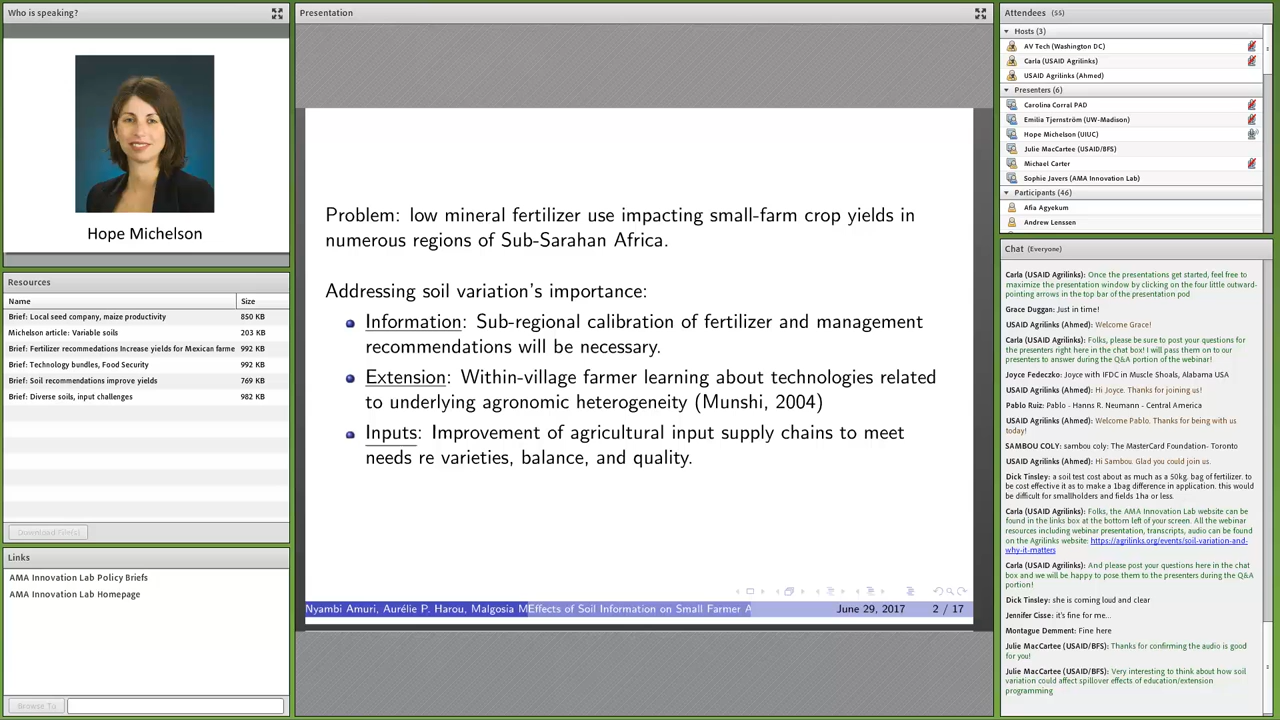 Who is speaking?
Hope Michelson
Resources
Name Size
Brief: Local seed company, maize productivity 850 KB
Michelson article: Variable soils 203 KB
Brief: Fertilizer recommedations Increase yields for Mexican farme 992 KB
Brief: Technology bundles, Food Security 992 KB
Brief: Soil recommendations improve yields 769 KB
Brief: Diverse soils, input challenges 982 KB
Download File(s)
Links
AMA Innovation Lab Policy Briefs
AMA Innovation Lab Homepage
Browse To
Presentation
Problem: low mineral fertilizer use impacting small-farm crop yields in
numerous regions of Sub-Sarahan Africa.
Addressing soil variation's importance:
Information: Sub-regional calibration of fertilizer and management
recommendations will be necessary.
Extension: Within-village farmer learning about technologies related
to underlying agronomic heterogeneity (Munshi, 2004)
Inputs: Improvement of agricultural input supply chains to meet
needs re varieties, balance, and quality.
Nyambi Amuri, Aurélie P. Harou, Malgosia M Effects of Soil Information on Small Farmer A June 29, 2017 2 / 17
Attendees (55)
Hosts (3)
AV Tech (Washington DC)
Carla (USAID Agrilinks)
USAID Agrilinks (Ahmed)
Presenters (6)
Carolina Corral PAD
Emilia Tjernström (UW-Madison)
Hope Michelson (UIUC)
Julie MacCartee (USAID/BFS)
Michael Carter
Sophie Javers (AMA Innovation Lab)
Participants (46)
Afia Agyekum
Andrew Lenssen
Chat (Everyone)
Carla (USAID Agrilinks): Once the presentations get started, feel free to
maximize the presentation window by clicking on the four little outward-
pointing arrows in the top bar of the presentation pod
Grace Duggan: Just in time!
USAID Agrilinks (Ahmed): Welcome Grace!
Carla (USAID Agrilinks): Folks, please be sure to post your questions for
the presenters right here in the chat box! I will pass them on to our
presenters to answer during the Q&A portion of the webinar!
Joyce Fedeczko: Joyce with IFDC in Muscle Shoals, Alabama USA
USAID Agrilinks (Ahmed): Hi Joyce. Thanks for joining us!
Pablo Ruiz: Pablo - Hanns R. Neumann - Central America
USAID Agrilinks (Ahmed): Welcome Pablo. Thanks for being with us
today!
SAMBOU COLY: sambou coly: The MasterCard Foundation- Toronto
USAID Agrilinks (Ahmed): Hi Sambou. Glad you could join us.
Dick Tinsley: a soil test cost about as much as a 50kg. bag of fertilizer. to
be cost effective it as to make a 1bag difference in application. this would
be difficult for smallholders and fields 1ha or less.
Carla (USAID Agrilinks): Folks, the AMA Innovation Lab website can be
found in the links box at the bottom left of your screen. All the webinar
resources including webinar presentation, transcripts, audio can be found
on the Agrilinks website: https://agrilinks.org/events/soil-variation-and-
why-it-matters
Carla (USAID Agrilinks): And please post your questions here in the chat
box and we will be happy to pose them to the presenters during the Q&A
portion!
Dick Tinsley: she is coming loud and clear
Jennifer Cisse: it's fine for me...
Montague Demment: Fine here
Julie MacCartee (USAID/BFS): Thanks for confirming the audio is good
for you!
Julie MacCartee (USAID/BFS): Very interesting to think about how soil
variation could affect spillover effects of education/extension
programming